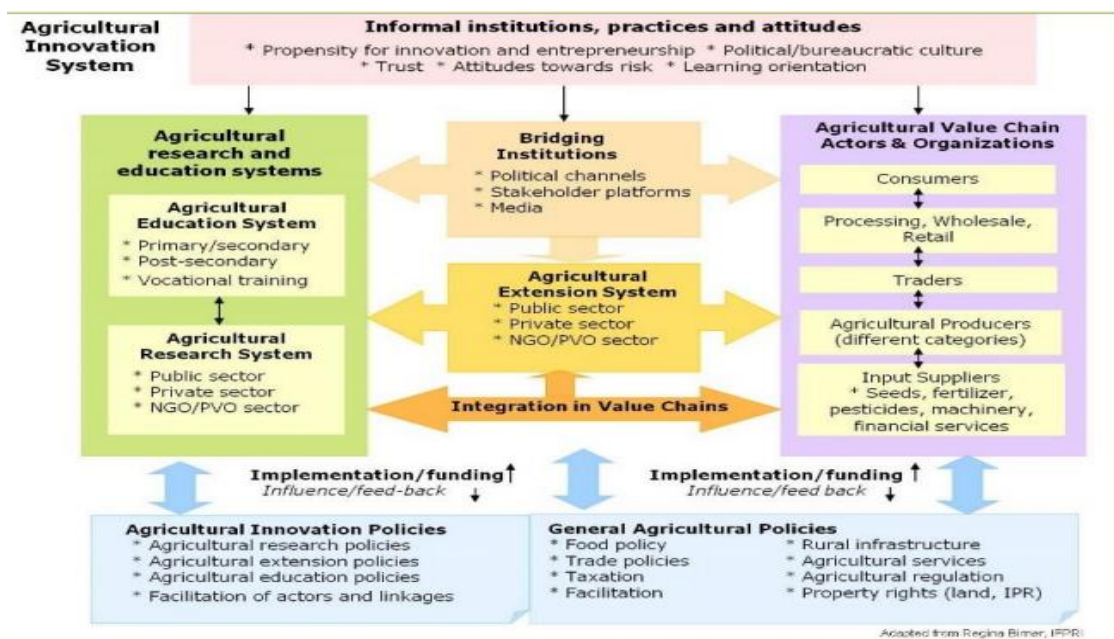 Agricultural
Innovation
System
Informal institutions, practices and attitudes
* Propensity for innovation and entrepreneurship * Political/bureaucratic culture
* Trust * Attitudes towards risk * Learning orientation
Agricultural
research and
education systems
Agricultural
Education System
* Primary/secondary
* Post-secondary
* Vocational training
Agricultural
Research System
* Public sector
* Private sector
* NGO/PVO sector
Bridging
Institutions
* Political channels
* Stakeholder platforms
* Media
Agricultural
Extension System
* Public sector
* Private sector
* NGO/PVO sector
Integration in Value Chains
Agricultural Value Chain
Actors & Organizations
Consumers
Processing, Wholesale,
Retail
Traders
Agricultural Producers
(different categories)
Input Suppliers
* Seeds, fertilizer,
pesticides, machinery,
financial services
Implementation/funding
Influence/feed-back
Implementation/funding
Influence/feed back
Agricultural Innovation Policies
* Agricultural research policies
* Agricultural extension policies
* Agricultural education policies
* Facilitation of actors and linkages
General Agricultural Policies
* Food policy
* Trade policies
* Taxation
* Facilitation
* Rural infrastructure
* Agricultural services
* Agricultural regulation
* Property rights (land, IPR)
Adapted from Regina Birner, IFPRI